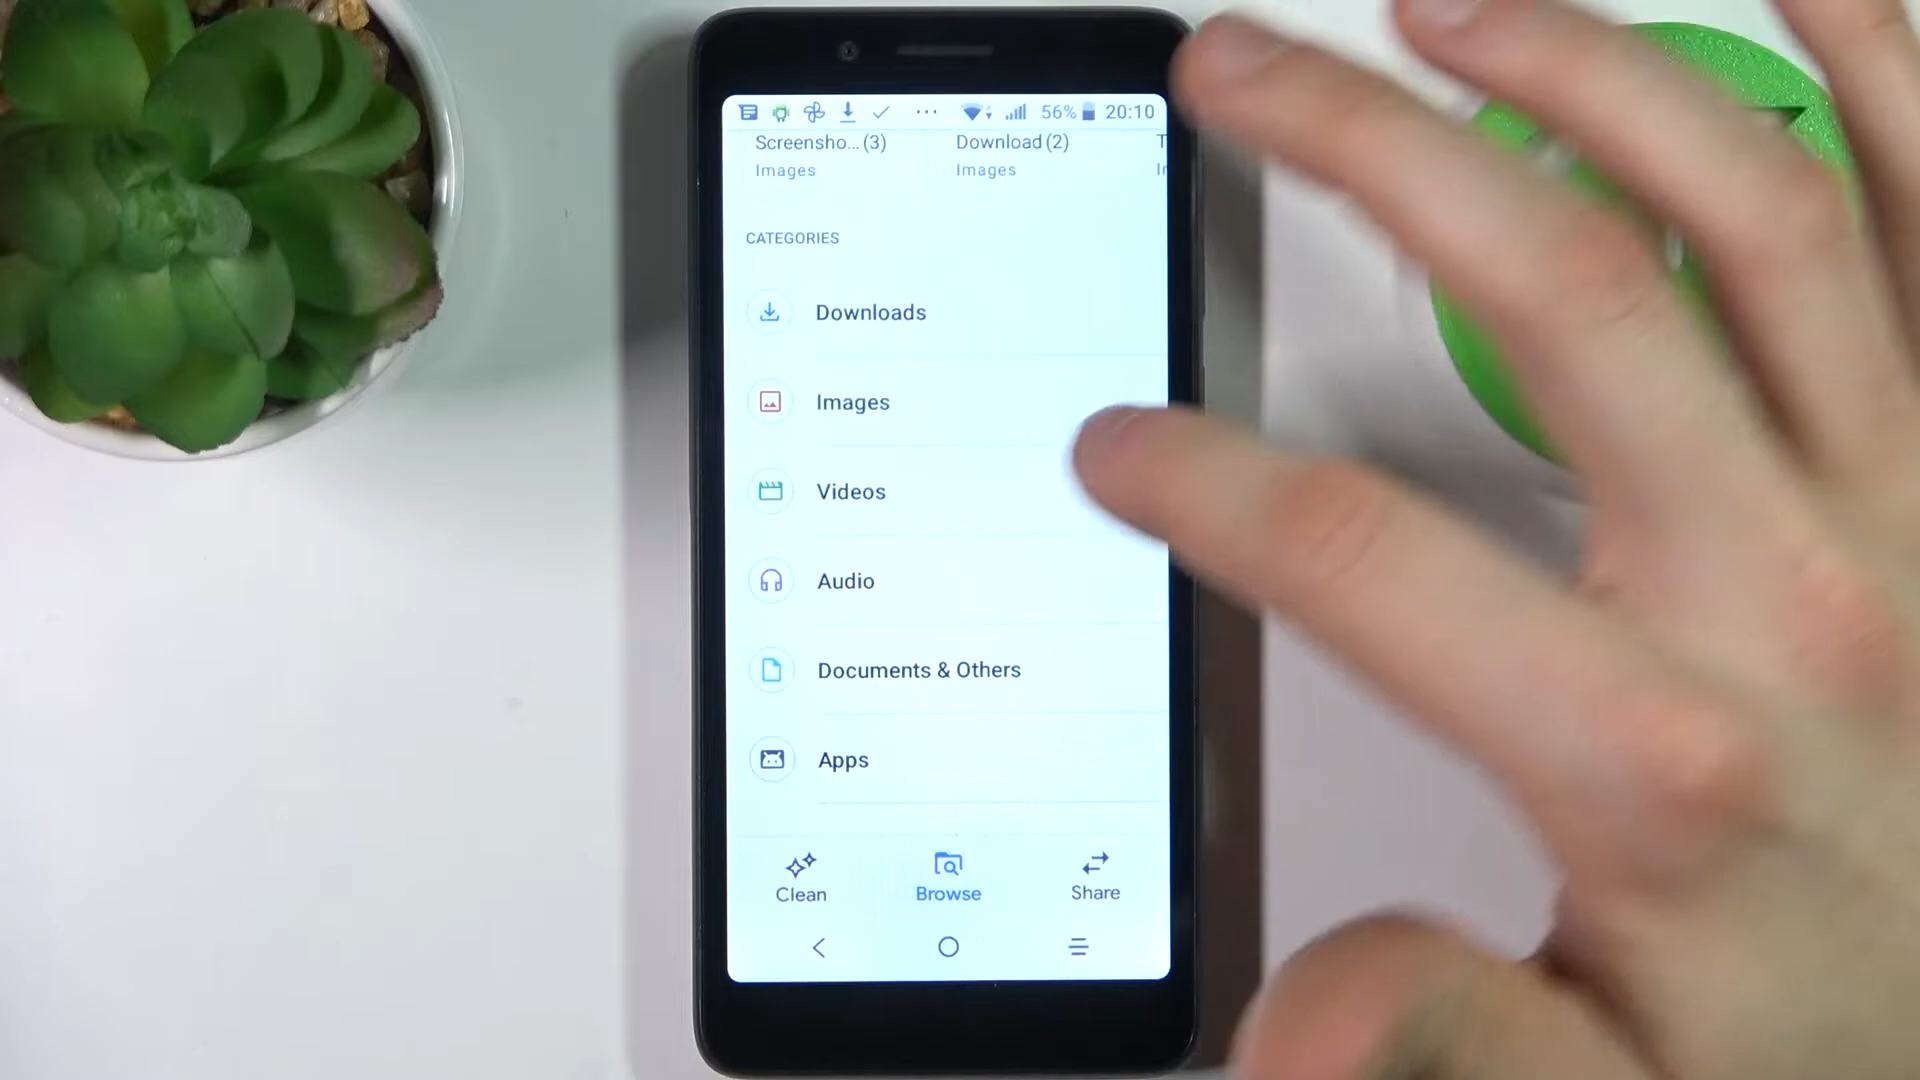 56% 20:10
Screensho... (3) Download (2) T
Images Images
CATEGORIES
Downloads
Images
Videos
Audio
Documents & Others
Apps
Clean Browse Share